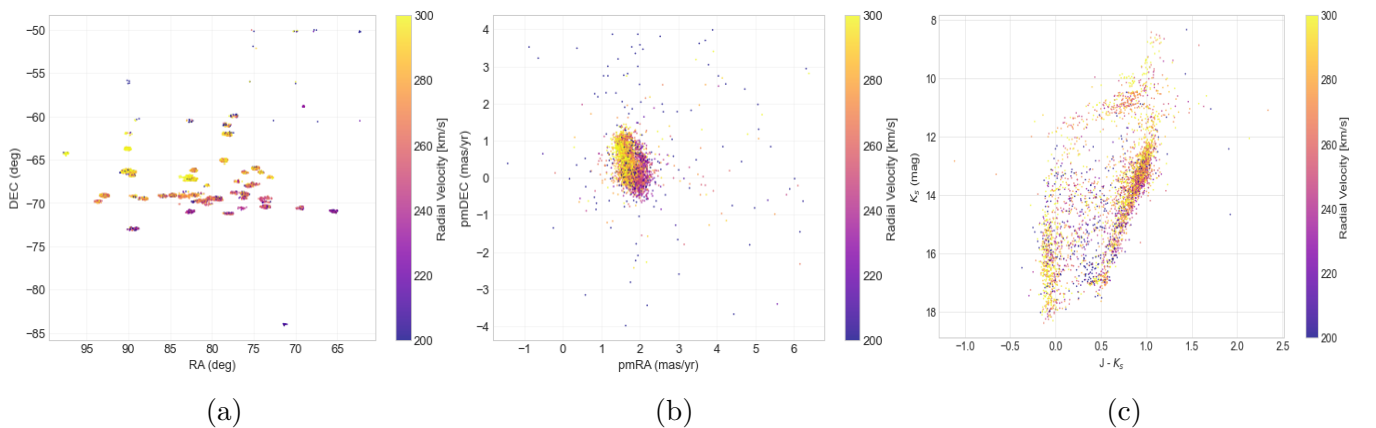 −50
−55
−60
−65
−70
−75
−80
−85
DEC (deg)
95 90 85 80 75 70 65
RA (deg)
300
280
260
240
220
200
Radial Velocity [km/s]
(a)
4
3
2
1
0
−1
−2
−3
−4
pmDEC (mas/yr)
−1 0 1 2 3 4 5 6
pmRA (mas/yr)
300
280
260
240
220
200
Radial Velocity [km/s]
(b)
8
10
12
14
16
18
Ks (mag)
−1.0 −0.5 0.0 0.5 1.0 1.5 2.0 2.5
J - Ks
300
280
260
240
220
200
Radial Velocity [km/s]
(c)